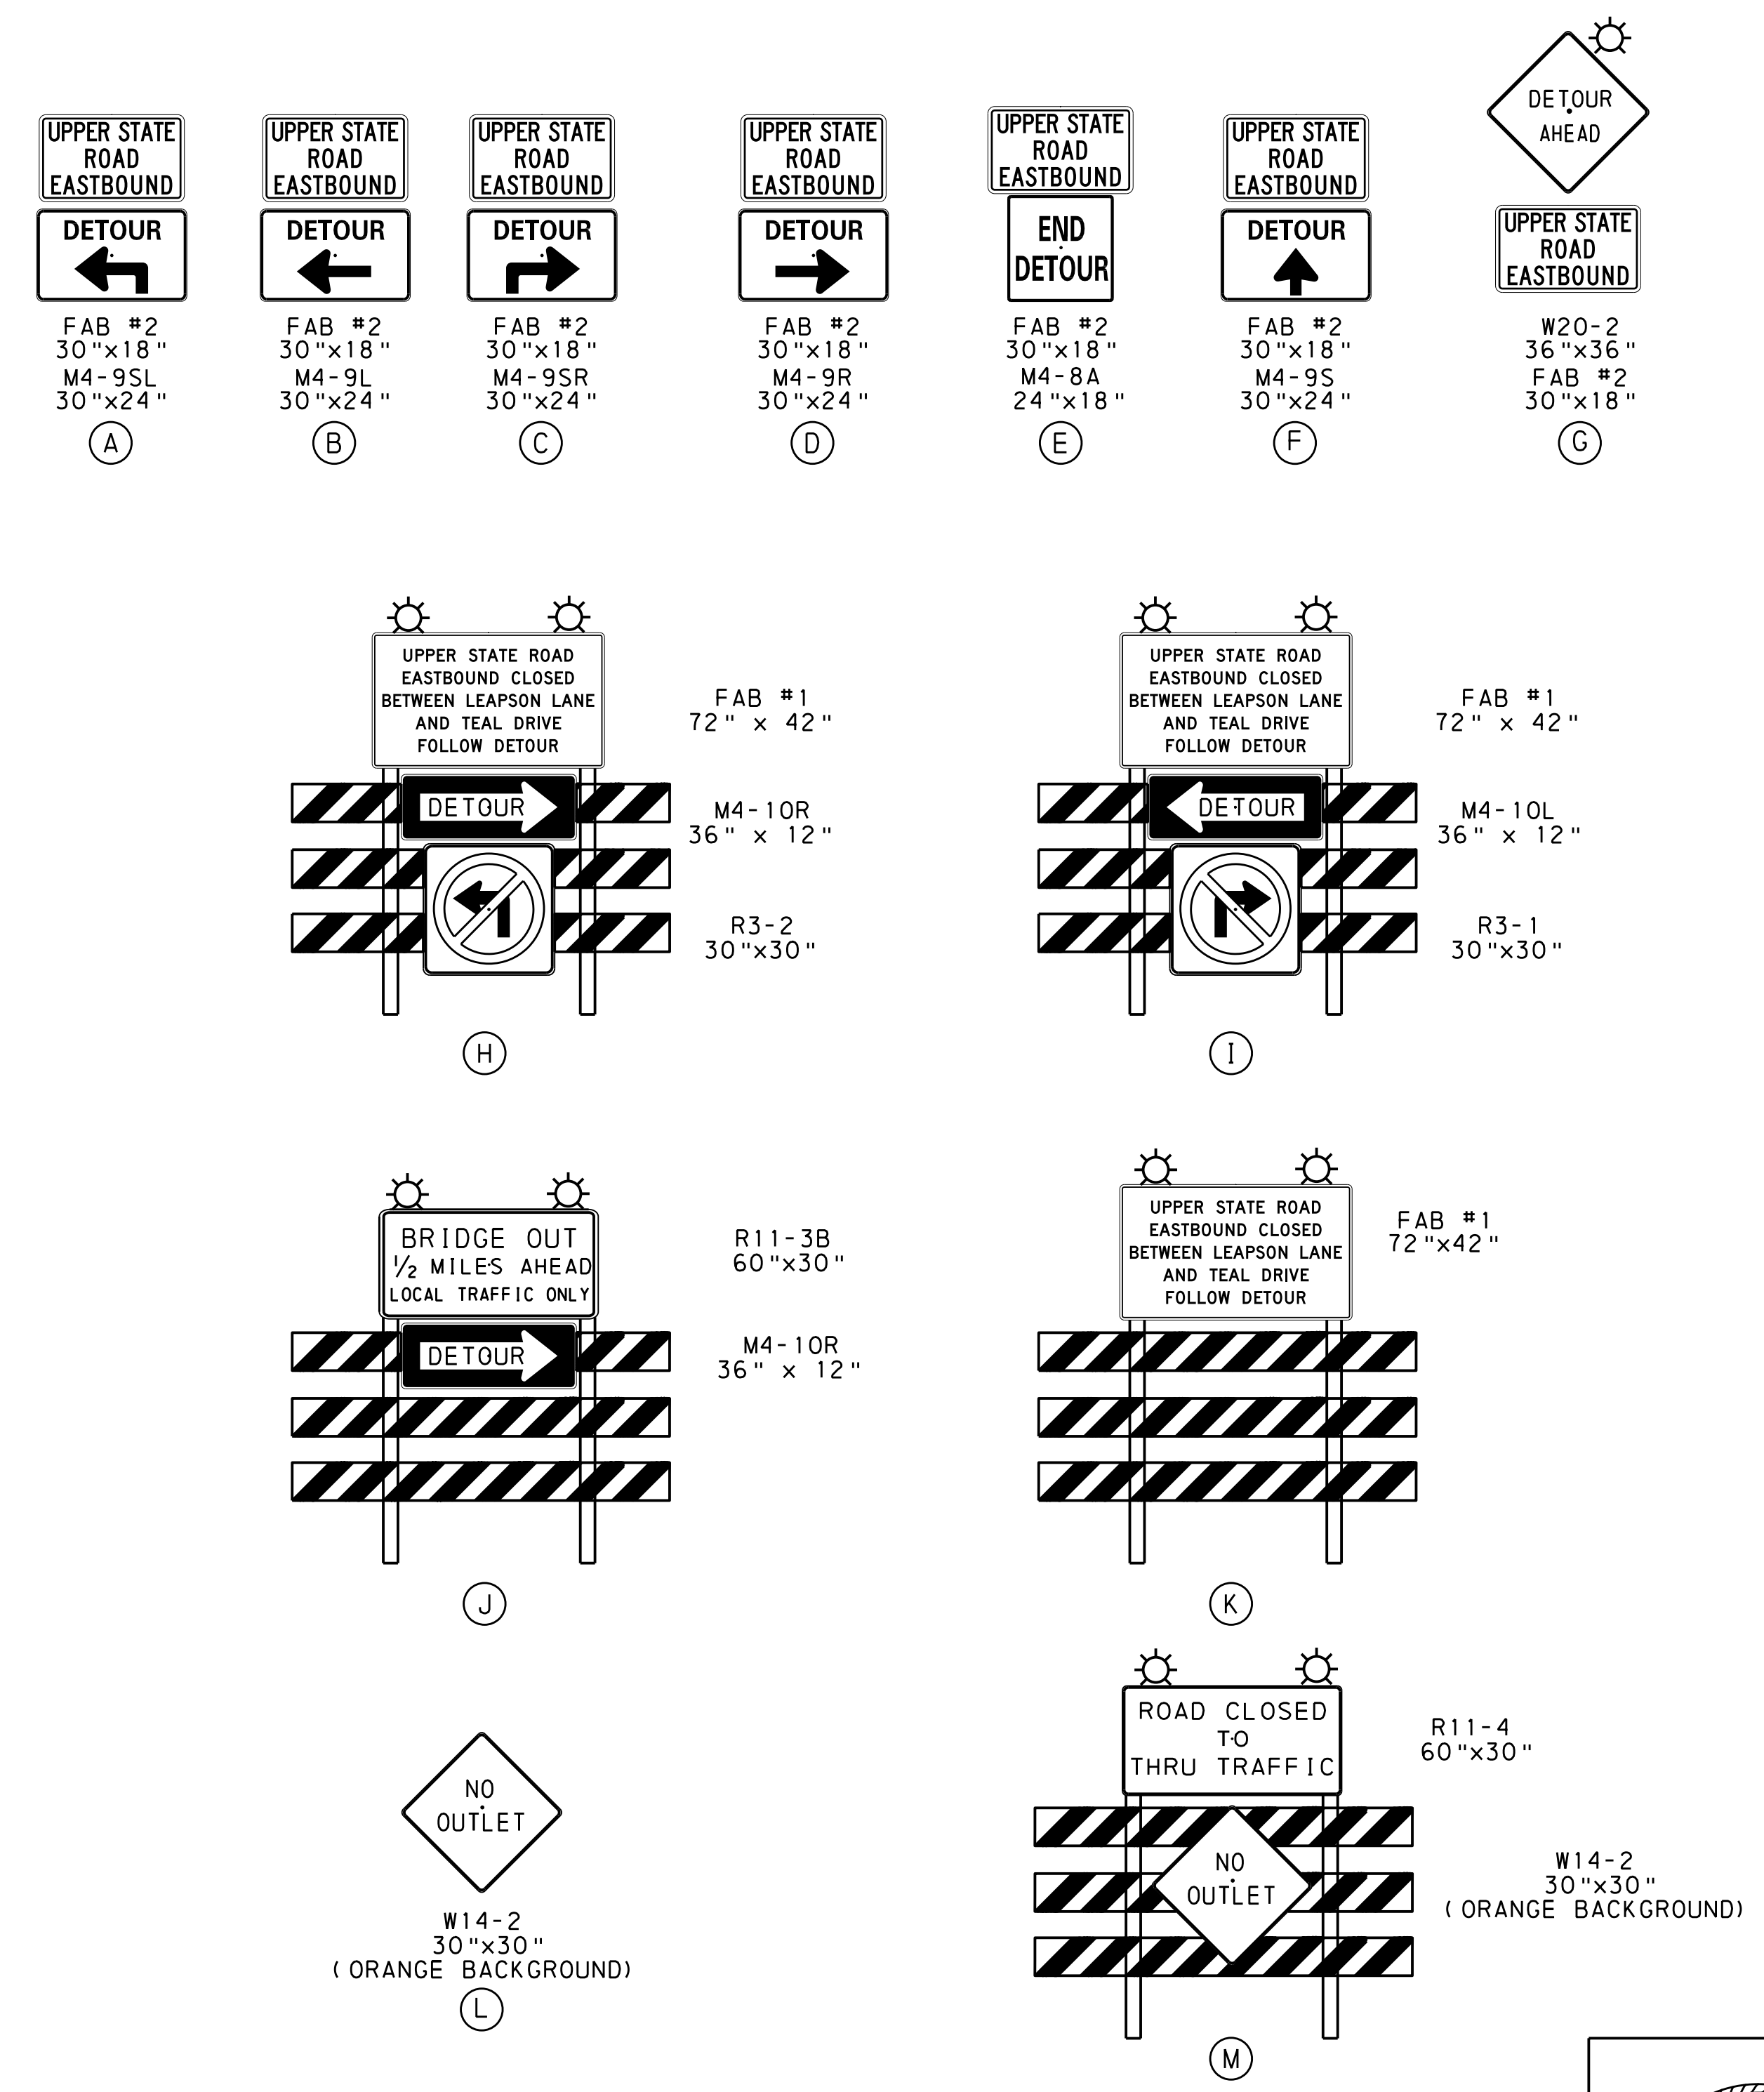 UPPER STATE
ROAD
EASTBOUND
DETOUR
FAB #2
30"x18"
M4-9SL
30"x24"
A
UPPER STATE
ROAD
EASTBOUND
DETOUR
FAB #2
30"x18"
M4-9L
30"x24"
B
UPPER STATE
ROAD
EASTBOUND
DETOUR
FAB #2
30"x18"
M4-9SR
30"x24"
C
UPPER STATE
ROAD
EASTBOUND
DETOUR
FAB #2
30"x18"
M4-9R
30"x24"
D
UPPER STATE
ROAD
EASTBOUND
END
DETOUR
FAB #2
30"x18"
M4-8A
24"x18"
E
UPPER STATE
ROAD
EASTBOUND
DETOUR
FAB #2
30"x18"
M4-9S
30"x24"
F
DETOUR
AHEAD
UPPER STATE
ROAD
EASTBOUND
W20-2
36"x36"
FAB #2
30"x18"
G
UPPER STATE ROAD
EASTBOUND CLOSED
BETWEEN LEAPSON LANE
AND TEAL DRIVE
FOLLOW DETOUR
FAB #1
72" x 42"
DETOUR
M4-10R
36" x 12"
R3-2
30"x30"
H
UPPER STATE ROAD
EASTBOUND CLOSED
BETWEEN LEAPSON LANE
AND TEAL DRIVE
FOLLOW DETOUR
FAB #1
72" x 42"
DETOUR
M4-10L
36" x 12"
R3-1
30"x30"
I
BRIDGE OUT
1/2 MILES AHEAD
LOCAL TRAFFIC ONLY
R11-3B
60"x30"
DETOUR
M4-10R
36" x 12"
J
UPPER STATE ROAD
EASTBOUND CLOSED
BETWEEN LEAPSON LANE
AND TEAL DRIVE
FOLLOW DETOUR
FAB #1
72"x42"
K
NO
OUTLET
W14-2
30"x30"
(ORANGE BACKGROUND)
L
ROAD CLOSED
TO
THRU TRAFFIC
R11-4
60"x30"
NO
OUTLET
W14-2
30"x30"
(ORANGE BACKGROUND)
M